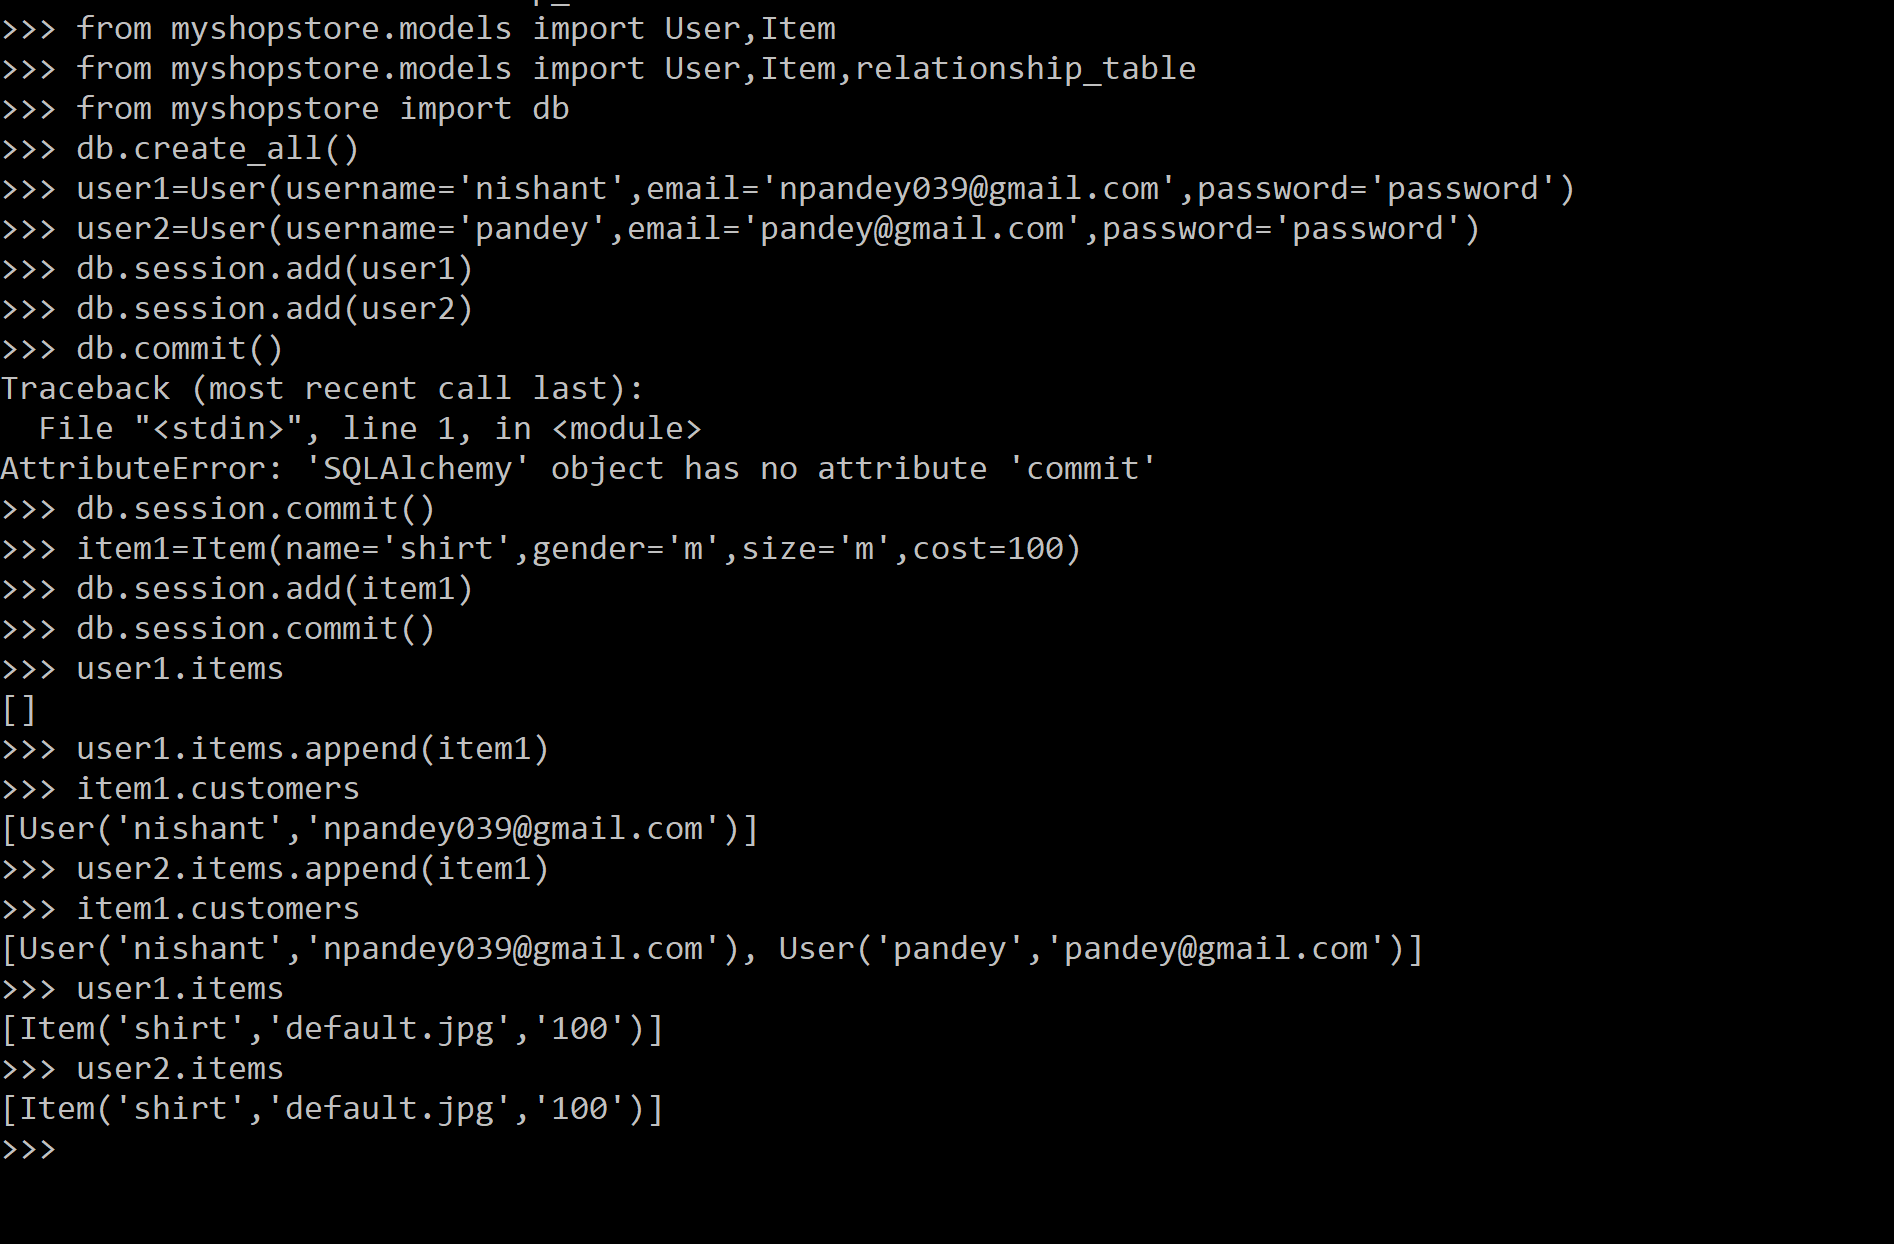 >>> from myshopstore.models import User,Item
>>> from myshopstore.models import User,Item,relationship_table
>>> from myshopstore import db
>>> db.create_all()
>>> user1=User(username='nishant',email='npandey039@gmail.com',password='password')
>>> user2=User(username='pandey',email='pandey@gmail.com',password='password')
>>> db.session.add(user1)
>>> db.session.add(user2)
>>> db.commit()
Traceback (most recent call last):
  File "<stdin>", line 1, in <module>
AttributeError: 'SQLAlchemy' object has no attribute 'commit'
>>> db.session.commit()
>>> item1=Item(name='shirt',gender='m',size='m',cost=100)
>>> db.session.add(item1)
>>> db.session.commit()
>>> user1.items
[]
>>> user1.items.append(item1)
>>> item1.customers
[User('nishant','npandey039@gmail.com')]
>>> user2.items.append(item1)
>>> item1.customers
[User('nishant','npandey039@gmail.com'), User('pandey','pandey@gmail.com')]
>>> user1.items
[Item('shirt','default.jpg','100')]
>>> user2.items
[Item('shirt','default.jpg','100')]
>>>